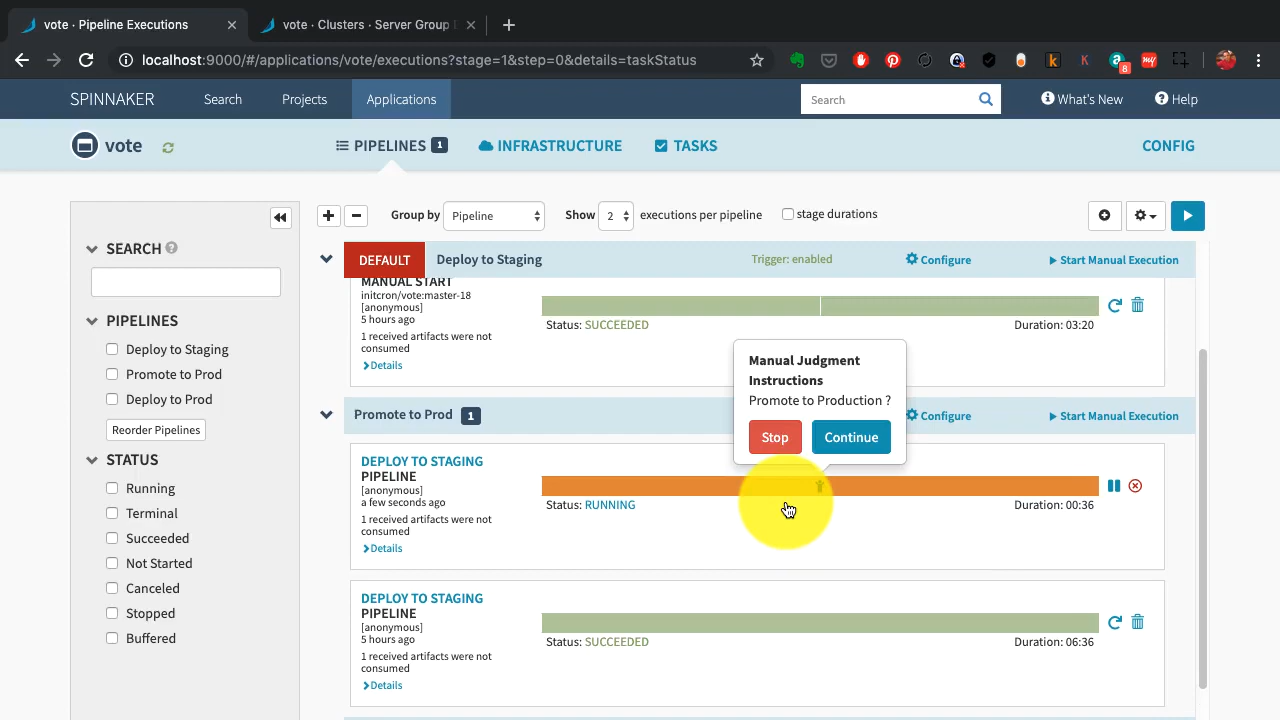 vote · Pipeline Executions
vote · Clusters · Server Group
localhost:9000/#/applications/vote/executions?stage=1&step=0&details=taskStatus
8
SPINNAKER
Search
Projects
Applications
Search
What's New
Help
vote
PIPELINES 1
INFRASTRUCTURE
TASKS
CONFIG
Group by
Pipeline
Show
2
executions per pipeline
stage durations
SEARCH
PIPELINES
Deploy to Staging
Promote to Prod
Deploy to Prod
Reorder Pipelines
STATUS
Running
Terminal
Succeeded
Not Started
Canceled
Stopped
Buffered
DEFAULT
Deploy to Staging
Trigger: enabled
Configure
Start Manual Execution
MANUAL START
initcron/vote:master-18
[anonymous]
5 hours ago
1 received artifacts were not
consumed
Details
Status: SUCCEEDED
Duration: 03:20
Manual Judgment
Instructions
Promote to Production ?
Stop
Continue
Promote to Prod 1
Configure
Start Manual Execution
DEPLOY TO STAGING
PIPELINE
[anonymous]
a few seconds ago
1 received artifacts were not
consumed
Details
Status: RUNNING
Duration: 00:36
DEPLOY TO STAGING
PIPELINE
[anonymous]
5 hours ago
1 received artifacts were not
consumed
Details
Status: SUCCEEDED
Duration: 06:36